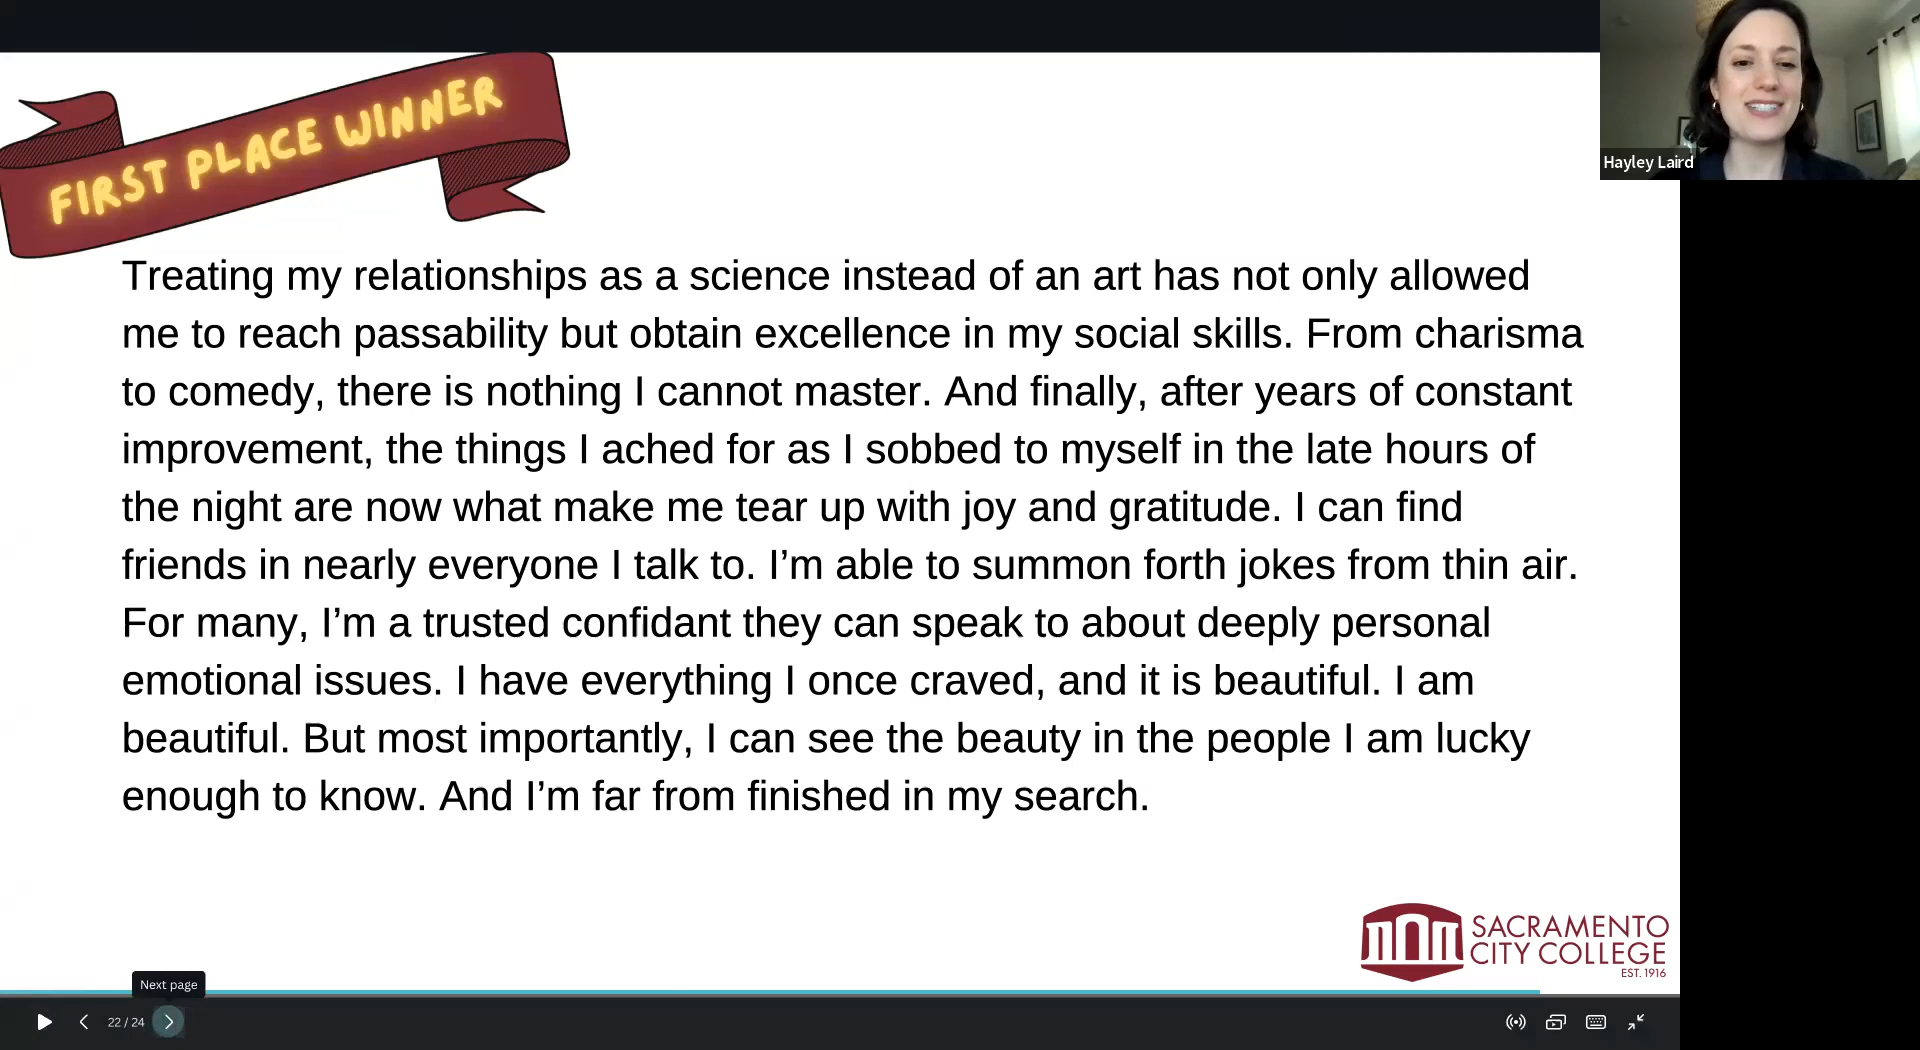 FIRST PLACE WINNER
Hayley Laird
Treating my relationships as a science instead of an art has not only allowed
me to reach passability but obtain excellence in my social skills. From charisma
to comedy, there is nothing I cannot master. And finally, after years of constant
improvement, the things I ached for as I sobbed to myself in the late hours of
the night are now what make me tear up with joy and gratitude. I can find
friends in nearly everyone I talk to. I’m able to summon forth jokes from thin air.
For many, I’m a trusted confidant they can speak to about deeply personal
emotional issues. I have everything I once craved, and it is beautiful. I am
beautiful. But most importantly, I can see the beauty in the people I am lucky
enough to know. And I’m far from finished in my search.
SACRAMENTO
CITY COLLEGE
EST. 1916
Next page
22 / 24